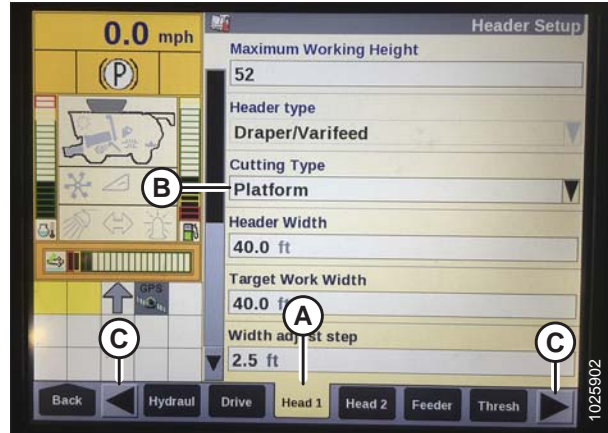 0.0 mph
(P)
GPS
Header Setup
Maximum Working Height
52
Header type
Draper/Varifeed
Cutting Type
Platform
Header Width
40.0 ft
Target Work Width
40.0 ft
Width adjust step
2.5 ft
B
A
C
C
Back
Hydraul
Drive
Head 1
Head 2
Feeder
Thresh
1025902